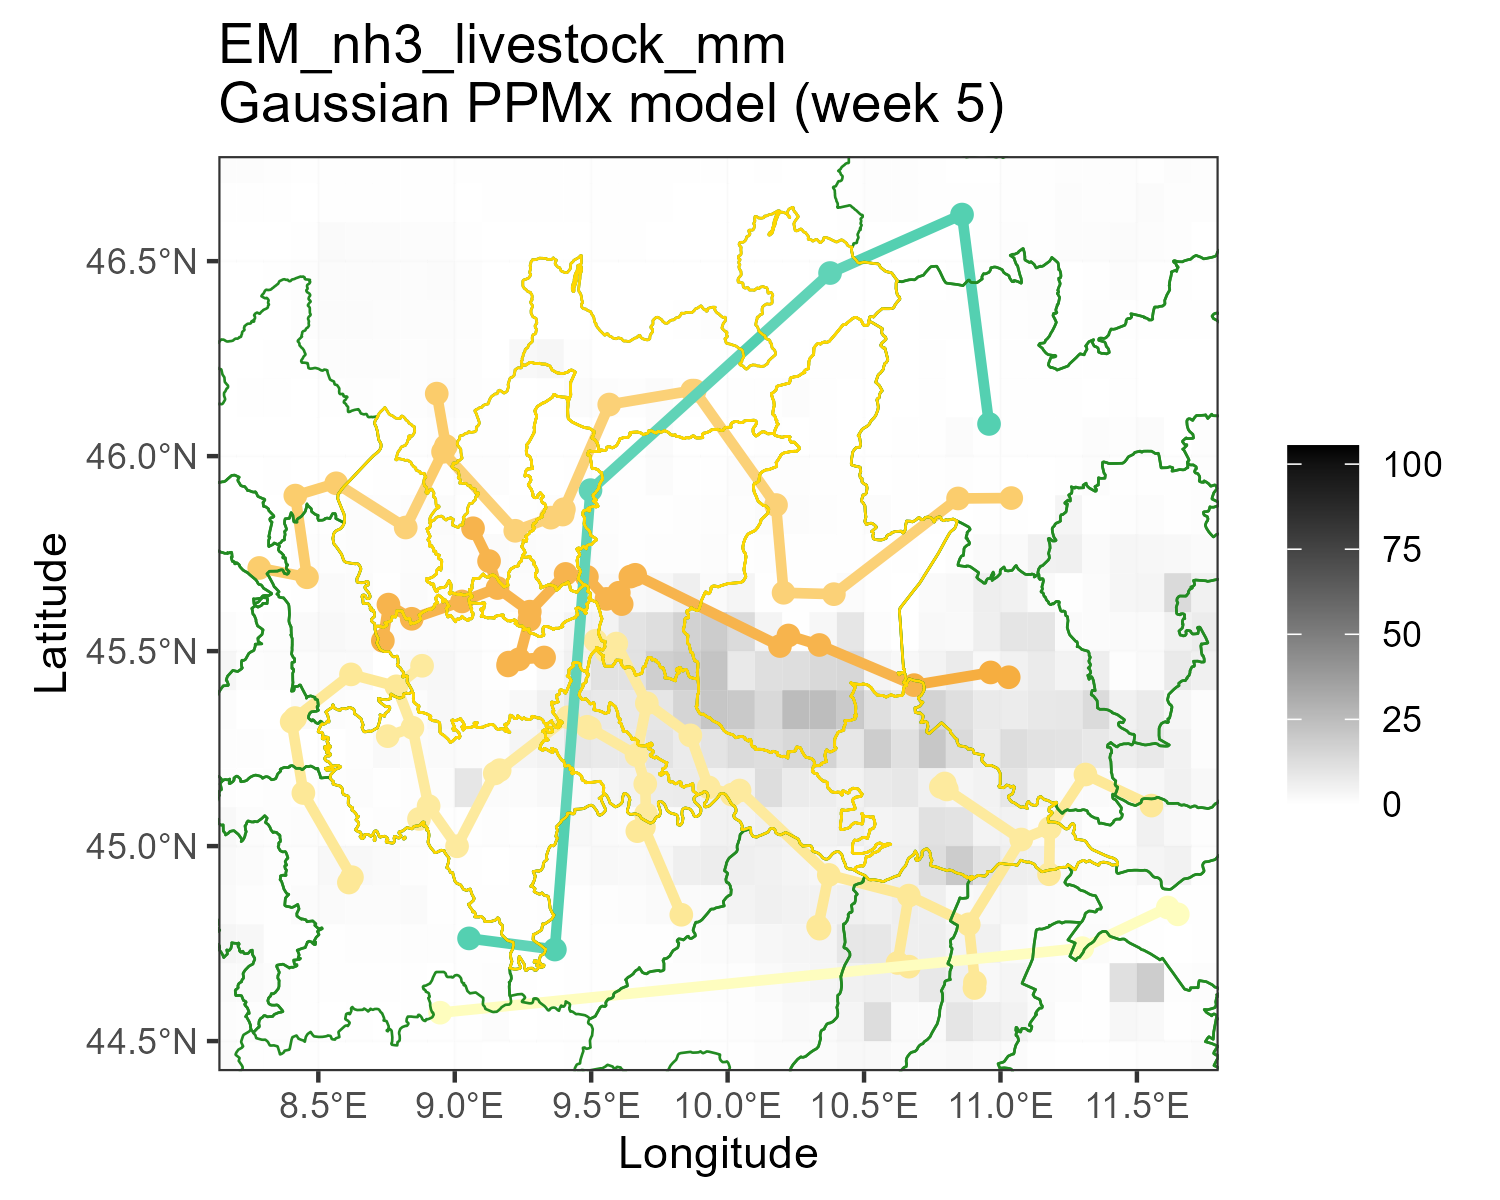 EM_nh3_livestock_mm
Gaussian PPMx model (week 5)
46.5°N
46.0°N
45.5°N
45.0°N
44.5°N
Latitude
8.5°E 9.0°E 9.5°E 10.0°E 10.5°E 11.0°E 11.5°E
Longitude
100
75
50
25
0